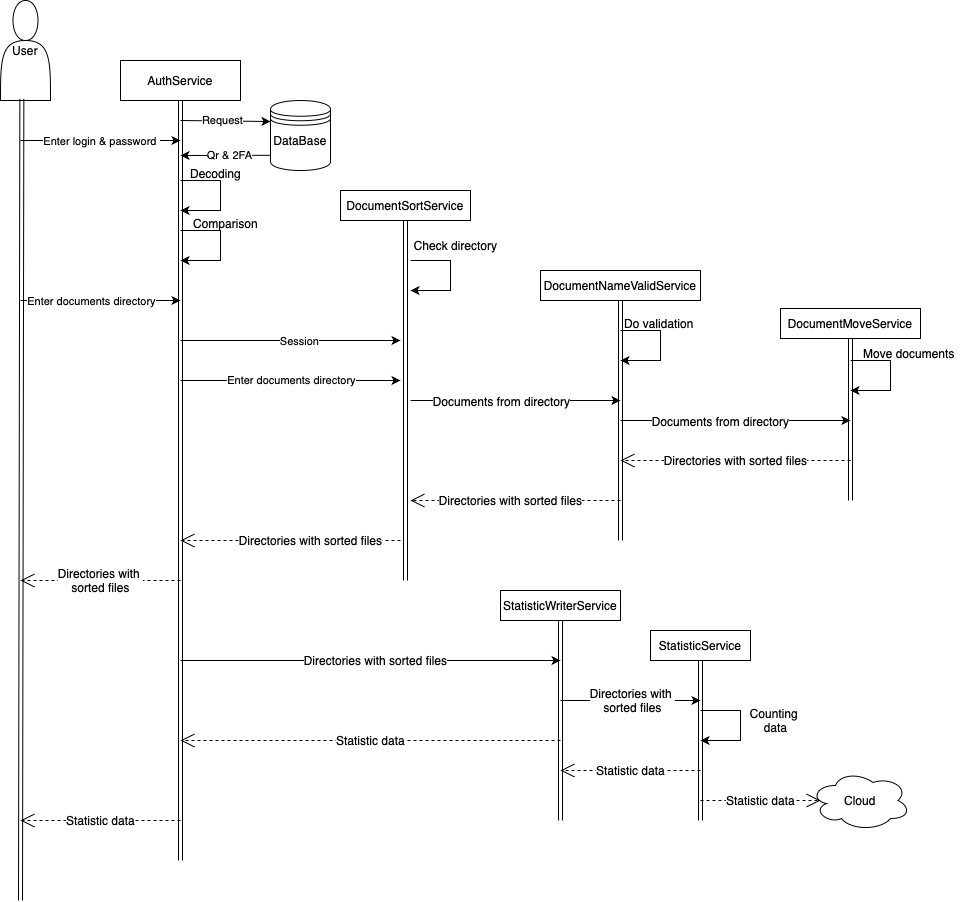 User
AuthService
Request
Enter login & password
DataBase
Qr & 2FA
Decoding
DocumentSortService
Comparison
Check directory
DocumentNameValidService
Enter documents directory
Do validation
DocumentMoveService
Session
Move documents
Enter documents directory
Documents from directory
Documents from directory
Directories with sorted files
Directories with sorted files
Directories with sorted files
Directories with
sorted files
StatisticWriterService
StatisticService
Directories with sorted files
Directories with
sorted files
Counting
data
Statistic data
Statistic data
Statistic data
Cloud
Statistic data